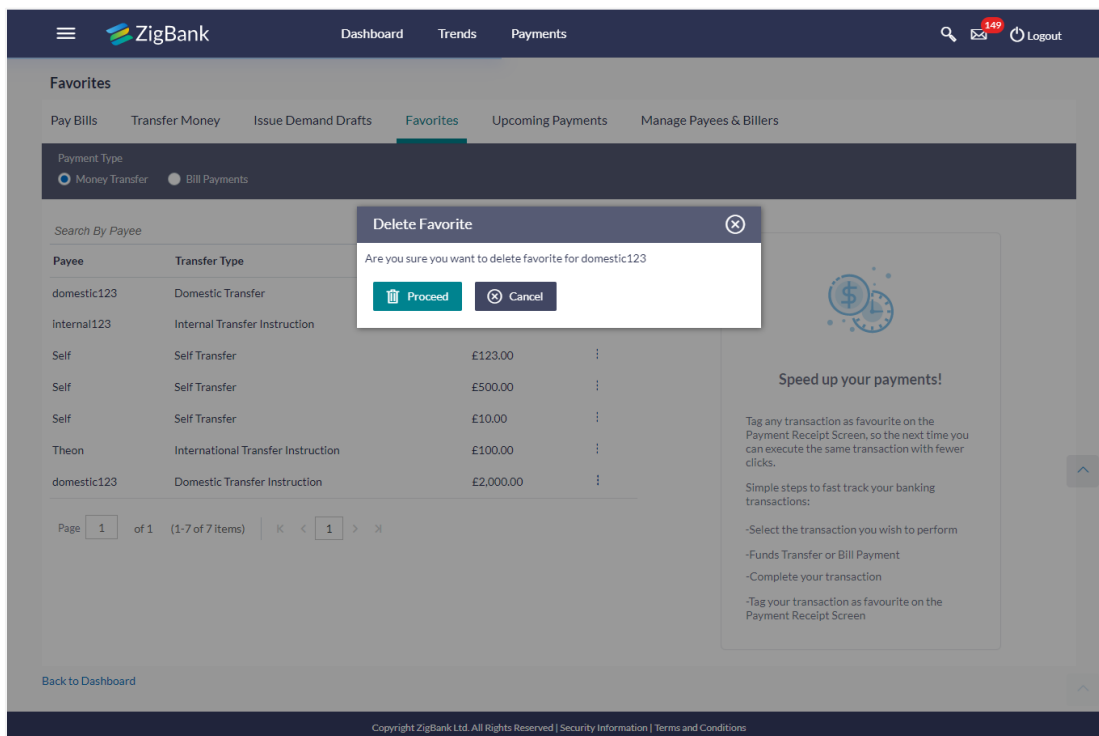 ZigBank Dashboard Trends Payments 149 Logout
Favorites
Pay Bills Transfer Money Issue Demand Drafts Favorites Upcoming Payments Manage Payees & Billers
Payment Type
Money Transfer Bill Payments
Delete Favorite
Are you sure you want to delete favorite for domestic123
Proceed Cancel
Search By Payee
Payee Transfer Type
domestic123 Domestic Transfer
internal123 Internal Transfer Instruction
Self Self Transfer £123.00
Self Self Transfer £500.00
Self Self Transfer £10.00
Theon International Transfer Instruction £100.00
domestic123 Domestic Transfer Instruction £2,000.00
Page 1 of 1 (1-7 of 7 items) 1
Speed up your payments!
Tag any transaction as favourite on the
Payment Receipt Screen, so the next time you
can execute the same transaction with fewer
clicks.
Simple steps to fast track your banking
transactions:
-Select the transaction you wish to perform
-Funds Transfer or Bill Payment
-Complete your transaction
-Tag your transaction as favourite on the
Payment Receipt Screen
Back to Dashboard
Copyright ZigBank Ltd. All Rights Reserved | Security Information | Terms and Conditions